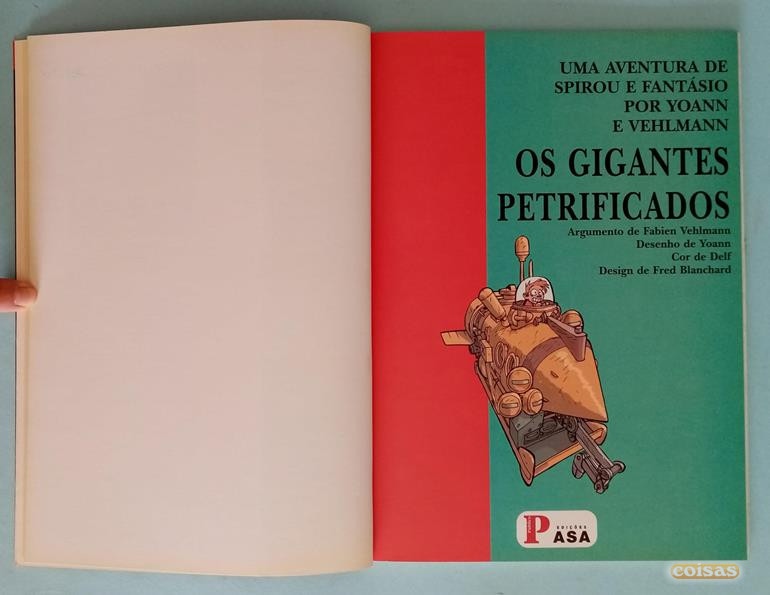 UMA AVENTURA DE
SPIROU E FANTÁSIO
POR YOANN
E VEHLMANN
OS GIGANTES
PETRIFICADOS
Argumento de Fabien Vehlmann
Desenho de Yoann
Cor de Delf
Design de Fred Blanchard
P
PÚBLICO
EDIÇÕES
ASA
coisas